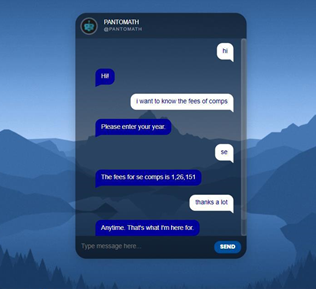 PANTOMATH
@PANTOMATH
hi
Hi!
i want to know the fees of comps
Please enter your year.
se
The fees for se comps is 1,26,151
thanks a lot
Anytime. That's what I'm here for.
Type message here...
SEND